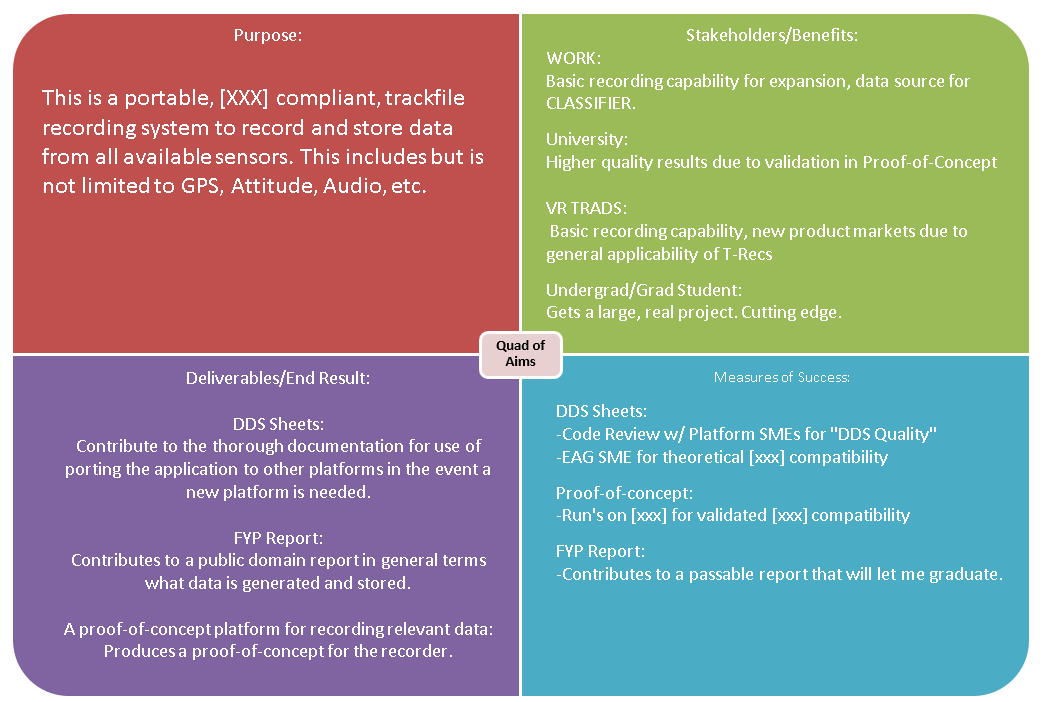 Purpose:
This is a portable, [XXX] compliant, trackfile
recording system to record and store data
from all available sensors. This includes but is
not limited to GPS, Attitude, Audio, etc.
Stakeholders/Benefits:
WORK:
Basic recording capability for expansion, data source for
CLASSIFIER.
University:
Higher quality results due to validation in Proof-of-Concept
VR TRADS:
Basic recording capability, new product markets due to
general applicability of T-Recs
Undergrad/Grad Student:
Gets a large, real project. Cutting edge.
Quad of
Aims
Deliverables/End Result:
DDS Sheets:
Contribute to the thorough documentation for use of
porting the application to other platforms in the event a
new platform is needed.
FYP Report:
Contributes to a public domain report in general terms
what data is generated and stored.
A proof-of-concept platform for recording relevant data:
Produces a proof-of-concept for the recorder.
Measures of Success:
DDS Sheets:
-Code Review w/ Platform SMEs for "DDS Quality"
-EAG SME for theoretical [xxx] compatibility
Proof-of-concept:
-Run's on [xxx] for validated [xxx] compatibility
FYP Report:
-Contributes to a passable report that will let me graduate.